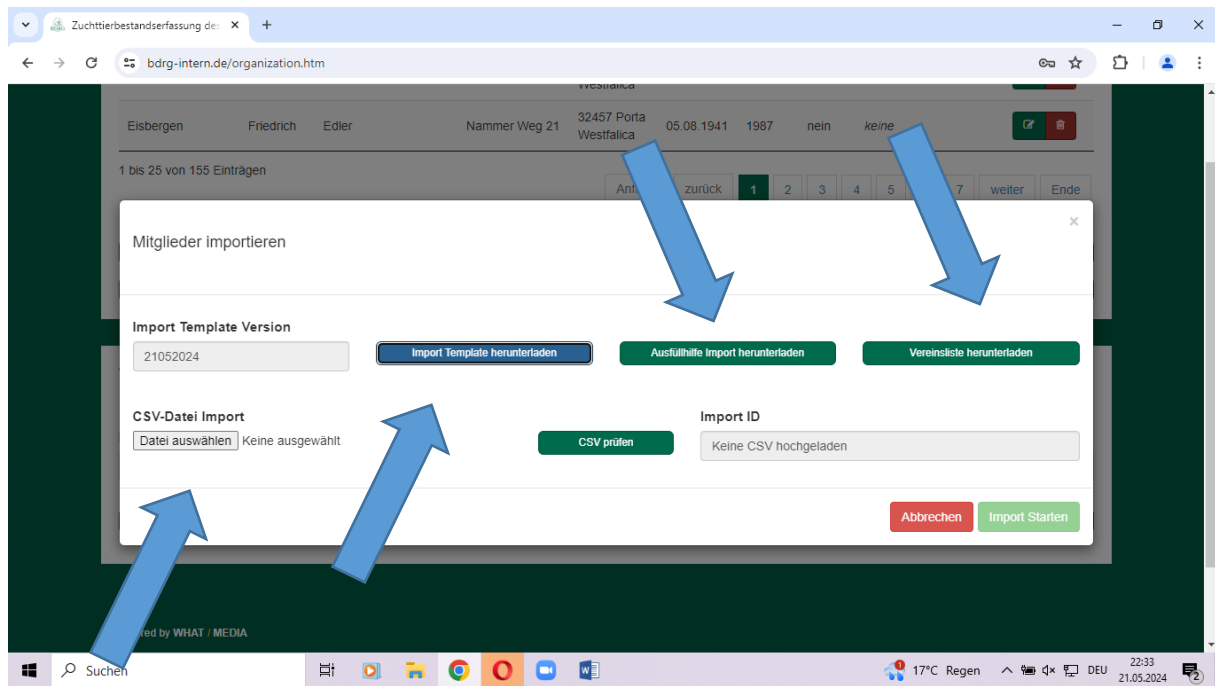 Zuchttierbestandserfassung de
bdrg-intern.de/organization.htm
Westfalica
Eisbergen Friedrich Edler Nammer Weg 21 32457 Porta Westfalica 05.08.1941 1987 nein keine
1 bis 25 von 155 Einträgen
zurück 1 2 3 4 5 7 weiter Ende
Mitglieder importieren
×
Import Template Version
21052024 Import Template herunterladen Ausfüllhilfe Import herunterladen Vereinsliste herunterladen
CSV-Datei Import Import ID
Datei auswählen Keine ausgewählt CSV prüfen Keine CSV hochgeladen
Abbrechen Import Starten
red by WHAT / MEDIA
Suchen 17°C Regen DEU 22:33
21.05.2024